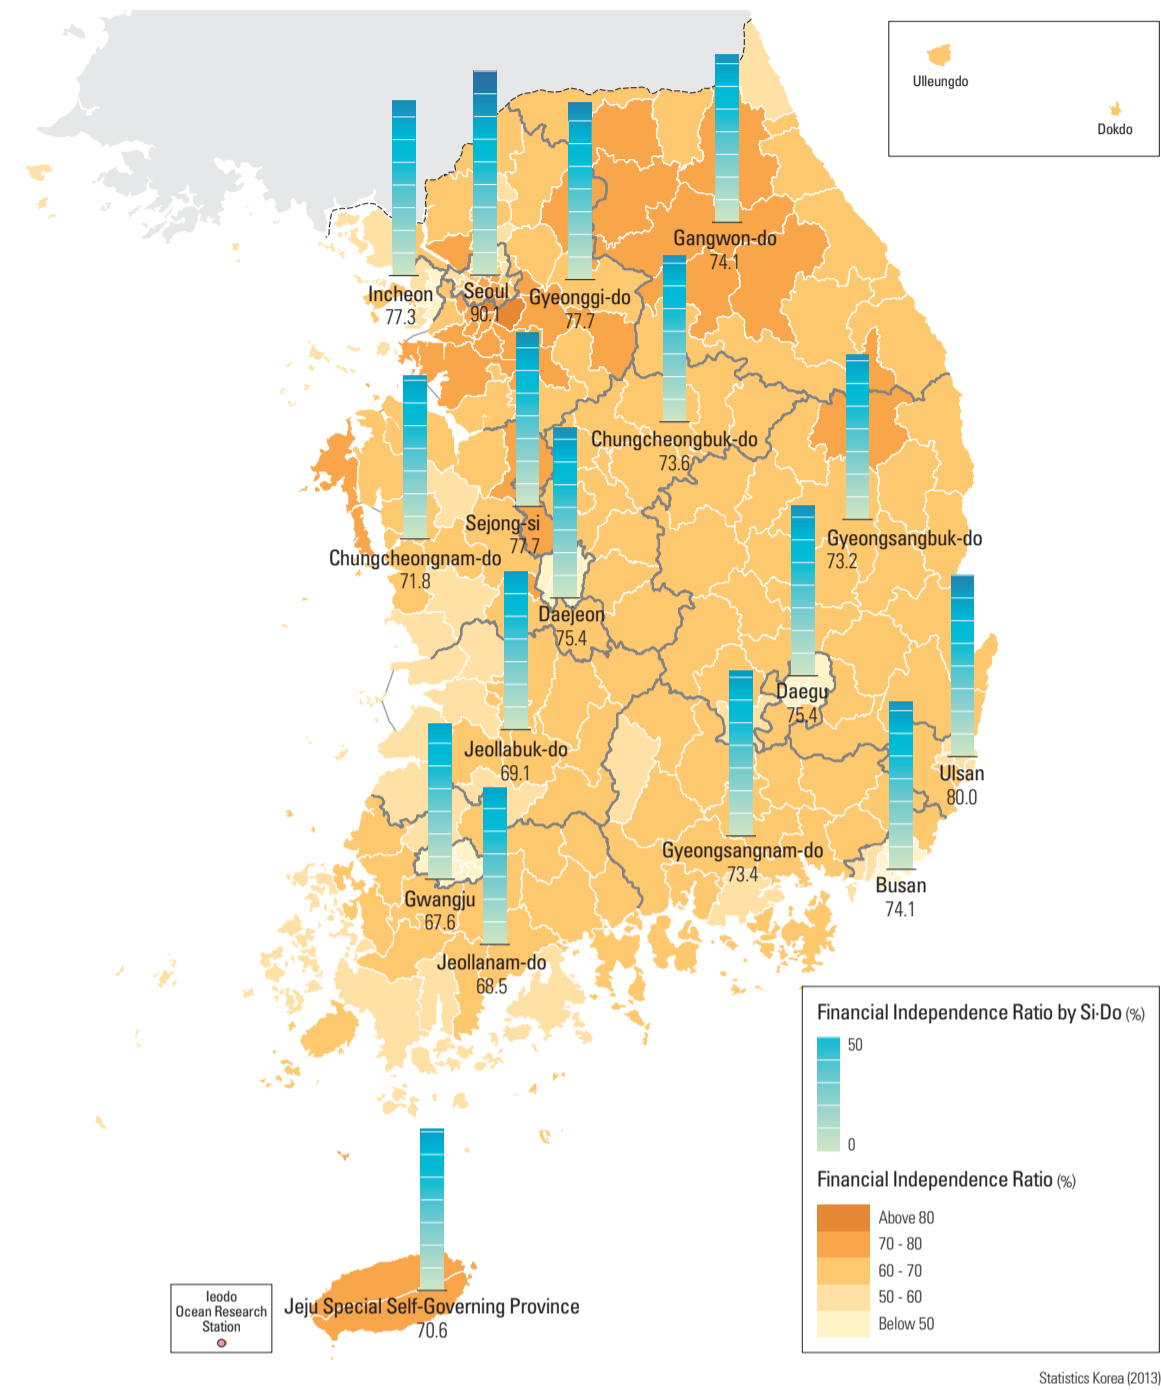 Ulleungdo
Dokdo
Gangwon-do
74.1
Incheon
77.3
Seoul
90.1
Gyeonggi-do
77.7
Chungcheongbuk-do
73.6
Sejong-si
77.7
Gyeongsangbuk-do
73.2
Chungcheongnam-do
71.8
Daejeon
75.4
Daegu
75.4
Jeollabuk-do
69.1
Ulsan
80.0
Gyeongsangnam-do
73.4
Busan
74.1
Gwangju
67.6
Jeollanam-do
68.5
Financial Independence Ratio by Si·Do (%)
50
0
Financial Independence Ratio (%)
Above 80
70 - 80
60 - 70
50 - 60
Below 50
Ieodo
Ocean Research
Station
Jeju Special Self-Governing Province
70.6
Statistics Korea (2013)